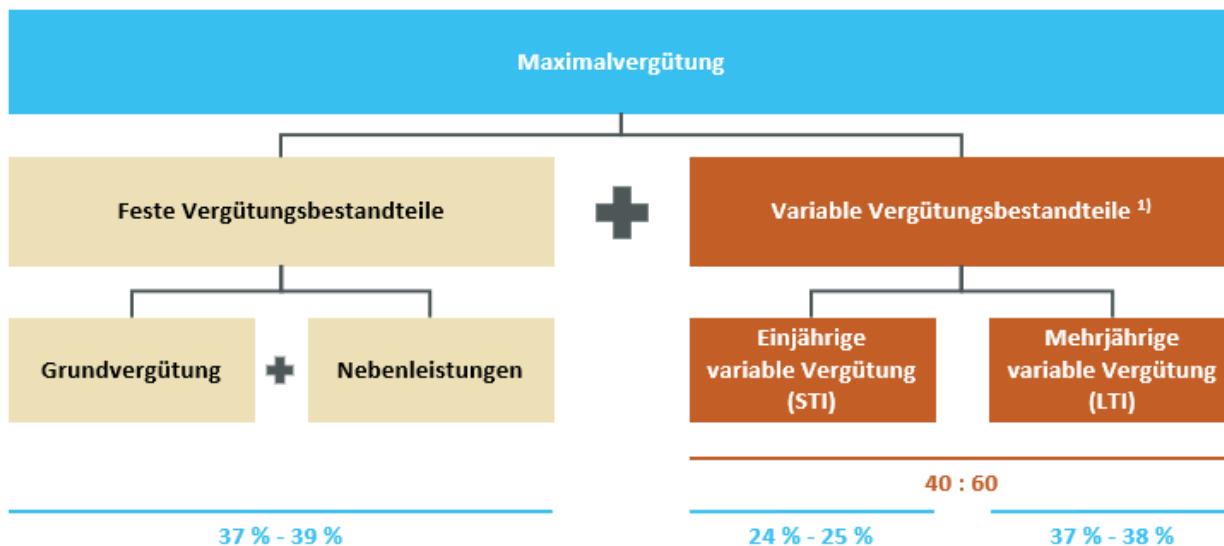 Maximalvergütung
Feste Vergütungsbestandteile
Variable Vergütungsbestandteile ¹⁾
Grundvergütung
Nebenleistungen
Einjährige
variable Vergütung
(STI)
Mehrjährige
variable Vergütung
(LTI)
40 : 60
37 % - 39 %
24 % - 25 %
37 % - 38 %